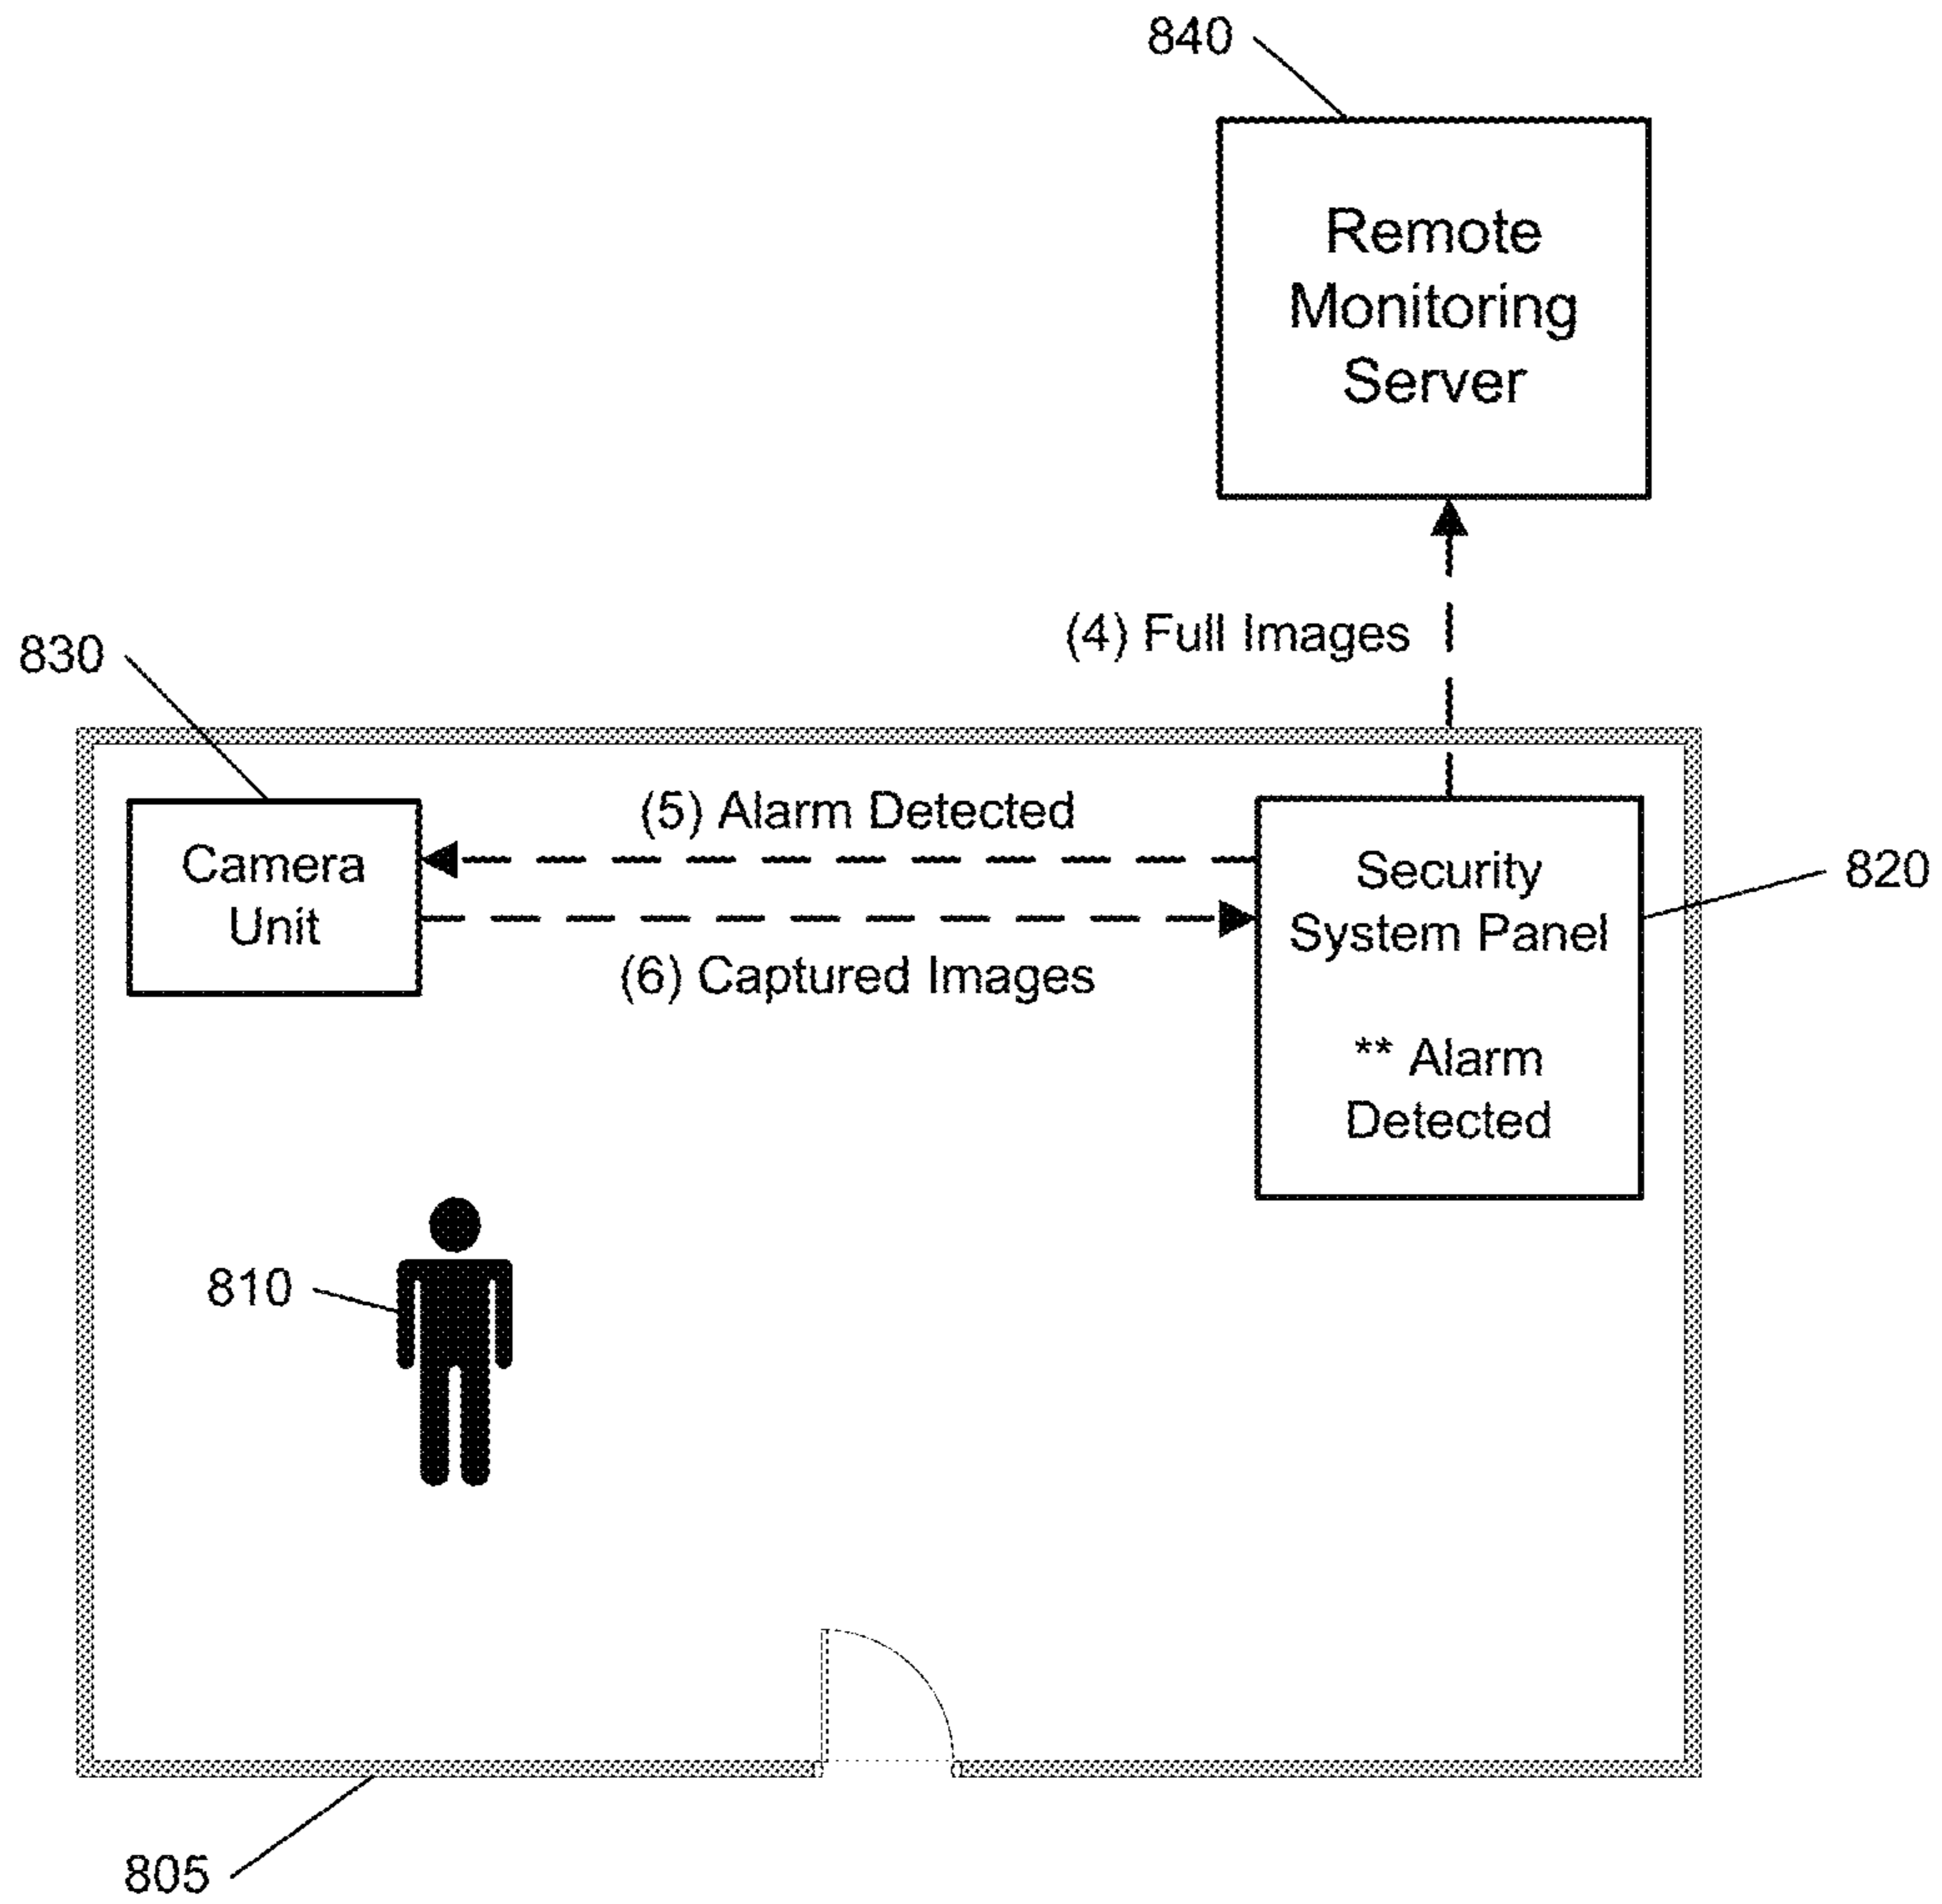 840
Remote
Monitoring
Server
(4) Full Images
830
(5) Alarm Detected
Camera
Unit
Security
System Panel
820
(6) Captured Images
** Alarm
Detected
810
805